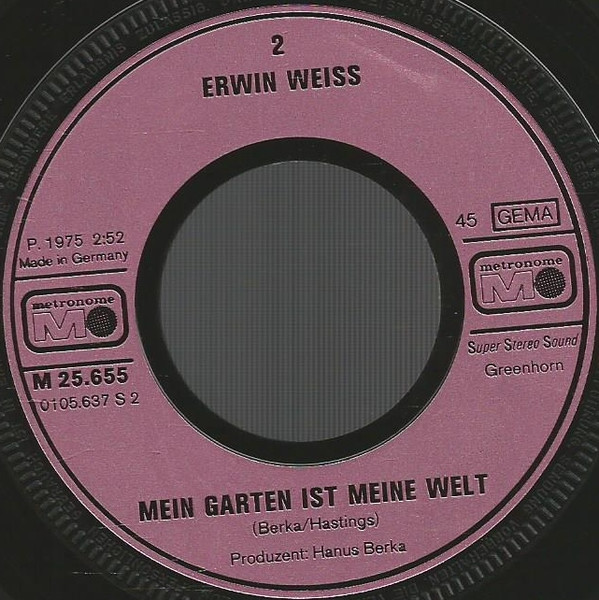 2
ERWIN WEISS
P. 1975 2:52
Made in Germany
metronome
M
M 25.655
0105.637 S 2
45 GEMA
metronome
M
Super Stereo Sound
Greenhorn
MEIN GARTEN IST MEINE WELT
(Berka/Hastings)
Produzent: Hanus Berka